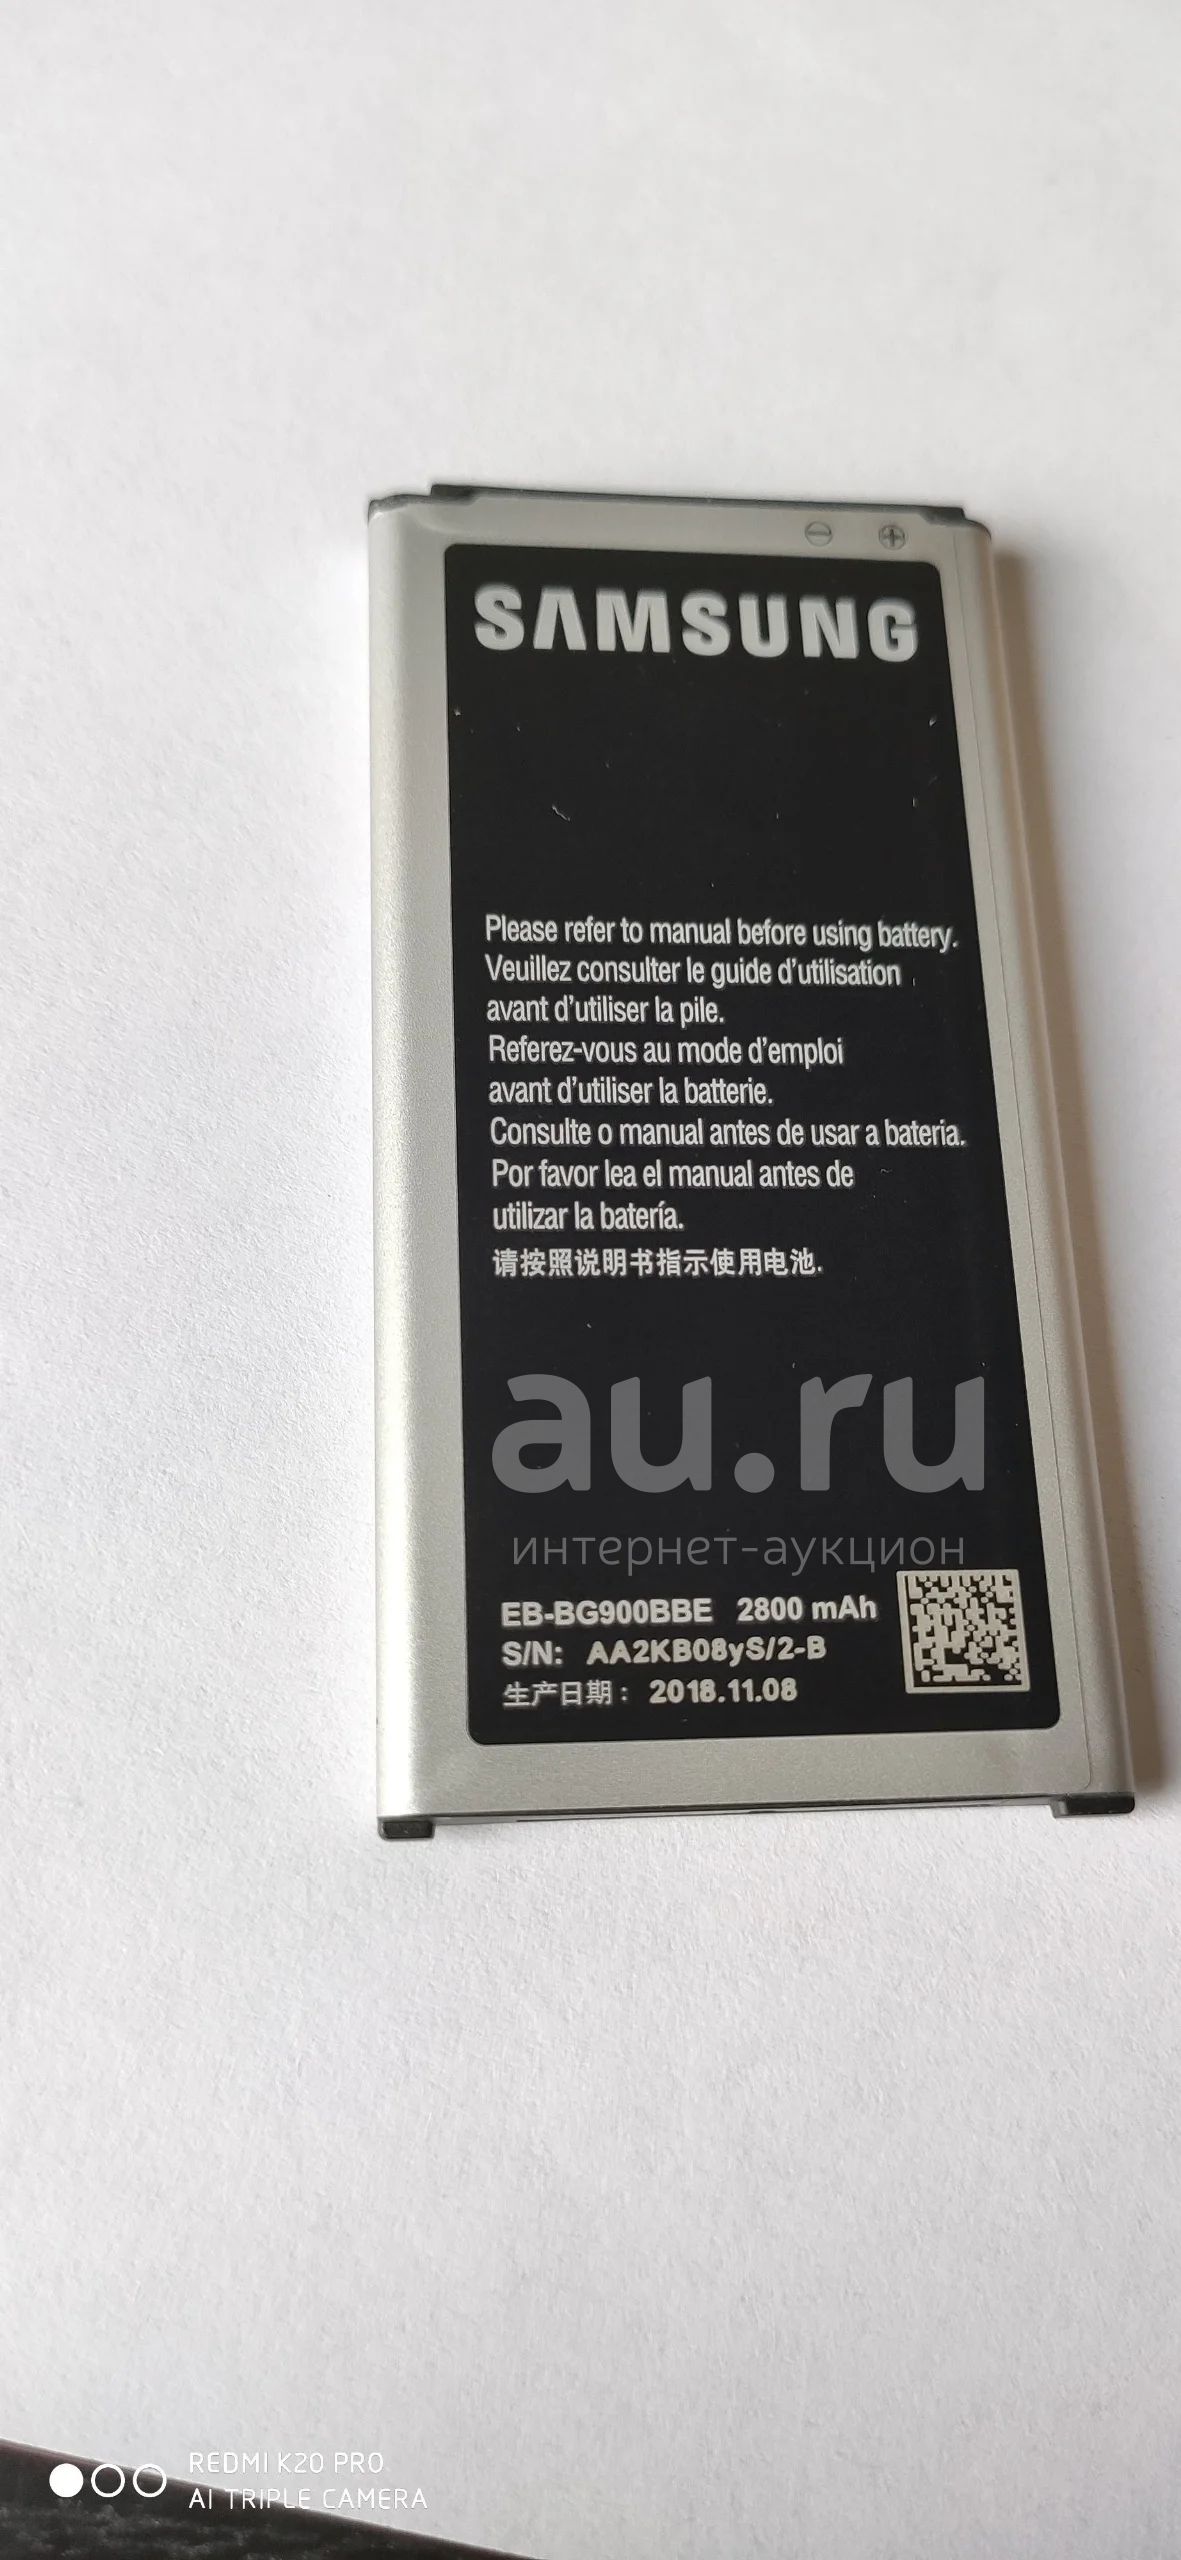 SAMSUNG
Please refer to manual before using battery.
Veuillez consulter le guide d'utilisation
avant d'utiliser la pile.
Referez-vous au mode d'emploi
avant d'utiliser la batterie.
Consulte o manual antes de usar a bateria.
Por favor lea el manual antes de
utilizar la batería.
请按照说明书指示使用电池.
au.ru
интернет-аукцион
EB-BG900BBE 2800 mAh
S/N: AA2KB08yS/2-B
生产日期: 2018.11.08
REDMI K20 PRO
AI TRIPLE CAMERA